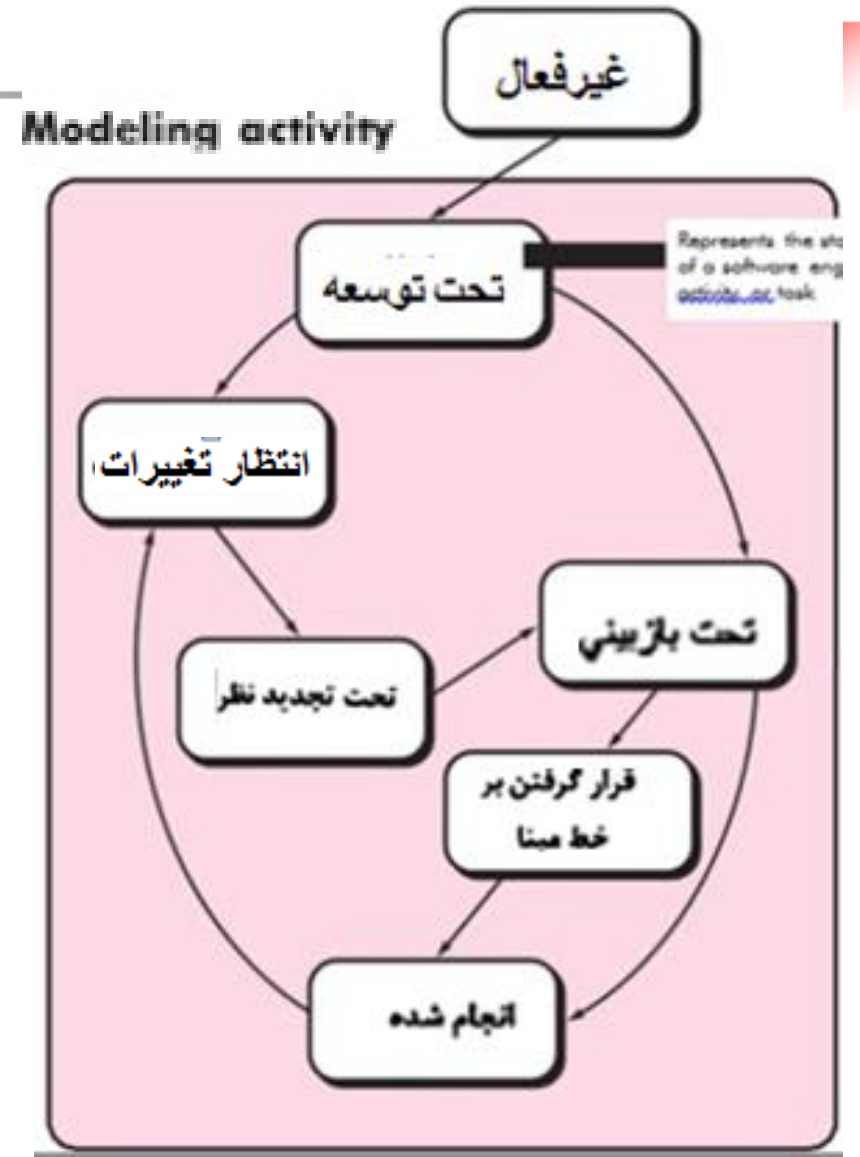 غیرفعال
Modeling activity
تحت توسعه
Represents the
of a software
activity or task
انتظار تغییرات
تحت بازبيني
تحت تجدید نظر
قرار گرفتن بر
خط مبنا
انجام شده